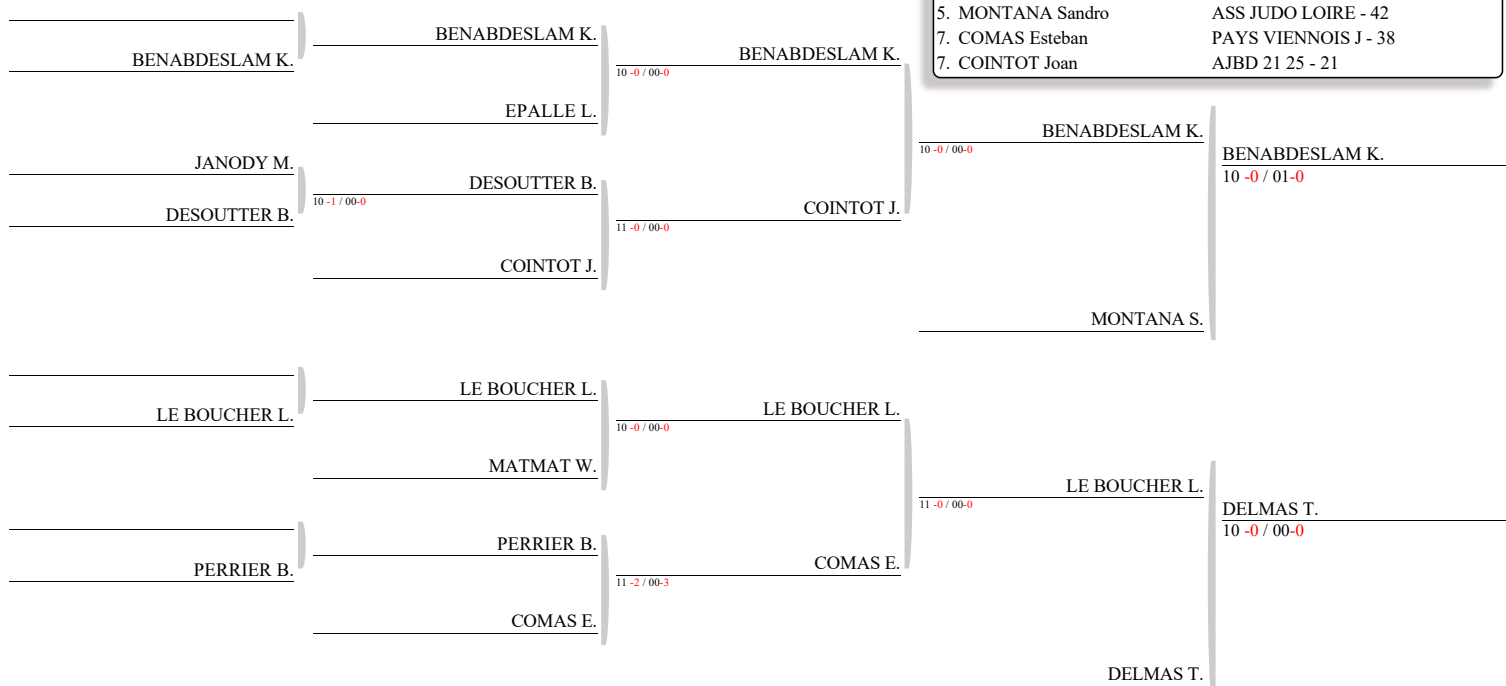 5. MONTANA Sandro ASS JUDO LOIRE - 42
7. COMAS Esteban PAYS VIENNOIS J - 38
7. COINTOT Joan AJBD 21 25 - 21
BENABDESLAM K.
JANODY M.
DESOUTTER B.
LE BOUCHER L.
PERRIER B.
BENABDESLAM K.
EPALLE L.
DESOUTTER B.
10 -1 / 00-0
COINTOT J.
LE BOUCHER L.
MATMAT W.
PERRIER B.
COMAS E.
BENABDESLAM K.
10 -0 / 00-0
COINTOT J.
11 -0 / 00-0
LE BOUCHER L.
10 -0 / 00-0
COMAS E.
11 -2 / 00-3
BENABDESLAM K.
10 -0 / 00-0
MONTANA S.
LE BOUCHER L.
11 -0 / 00-0
DELMAS T.
BENABDESLAM K.
10 -0 / 01-0
DELMAS T.
10 -0 / 00-0